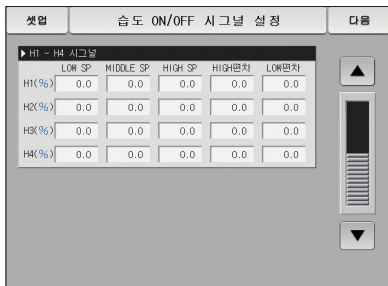 셋업 습도 ON/OFF 시그널 설정 다음
▶ H1 - H4 시그널
LOW SP MIDDLE SP HIGH SP HIGH편차 LOW편차
H1(%) 0.0 0.0 0.0 0.0 0.0
H2(%) 0.0 0.0 0.0 0.0 0.0
H3(%) 0.0 0.0 0.0 0.0 0.0
H4(%) 0.0 0.0 0.0 0.0 0.0